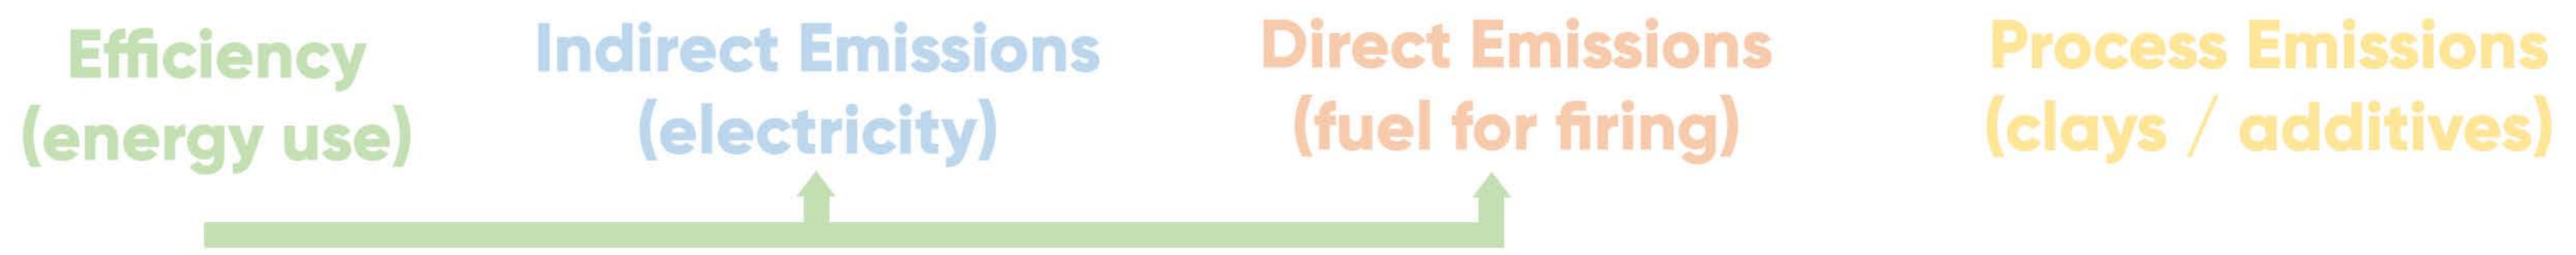 Efficiency
(energy use)
Indirect Emissions
(electricity)
Direct Emissions
(fuel for firing)
Process Emissions
(clays / additives)